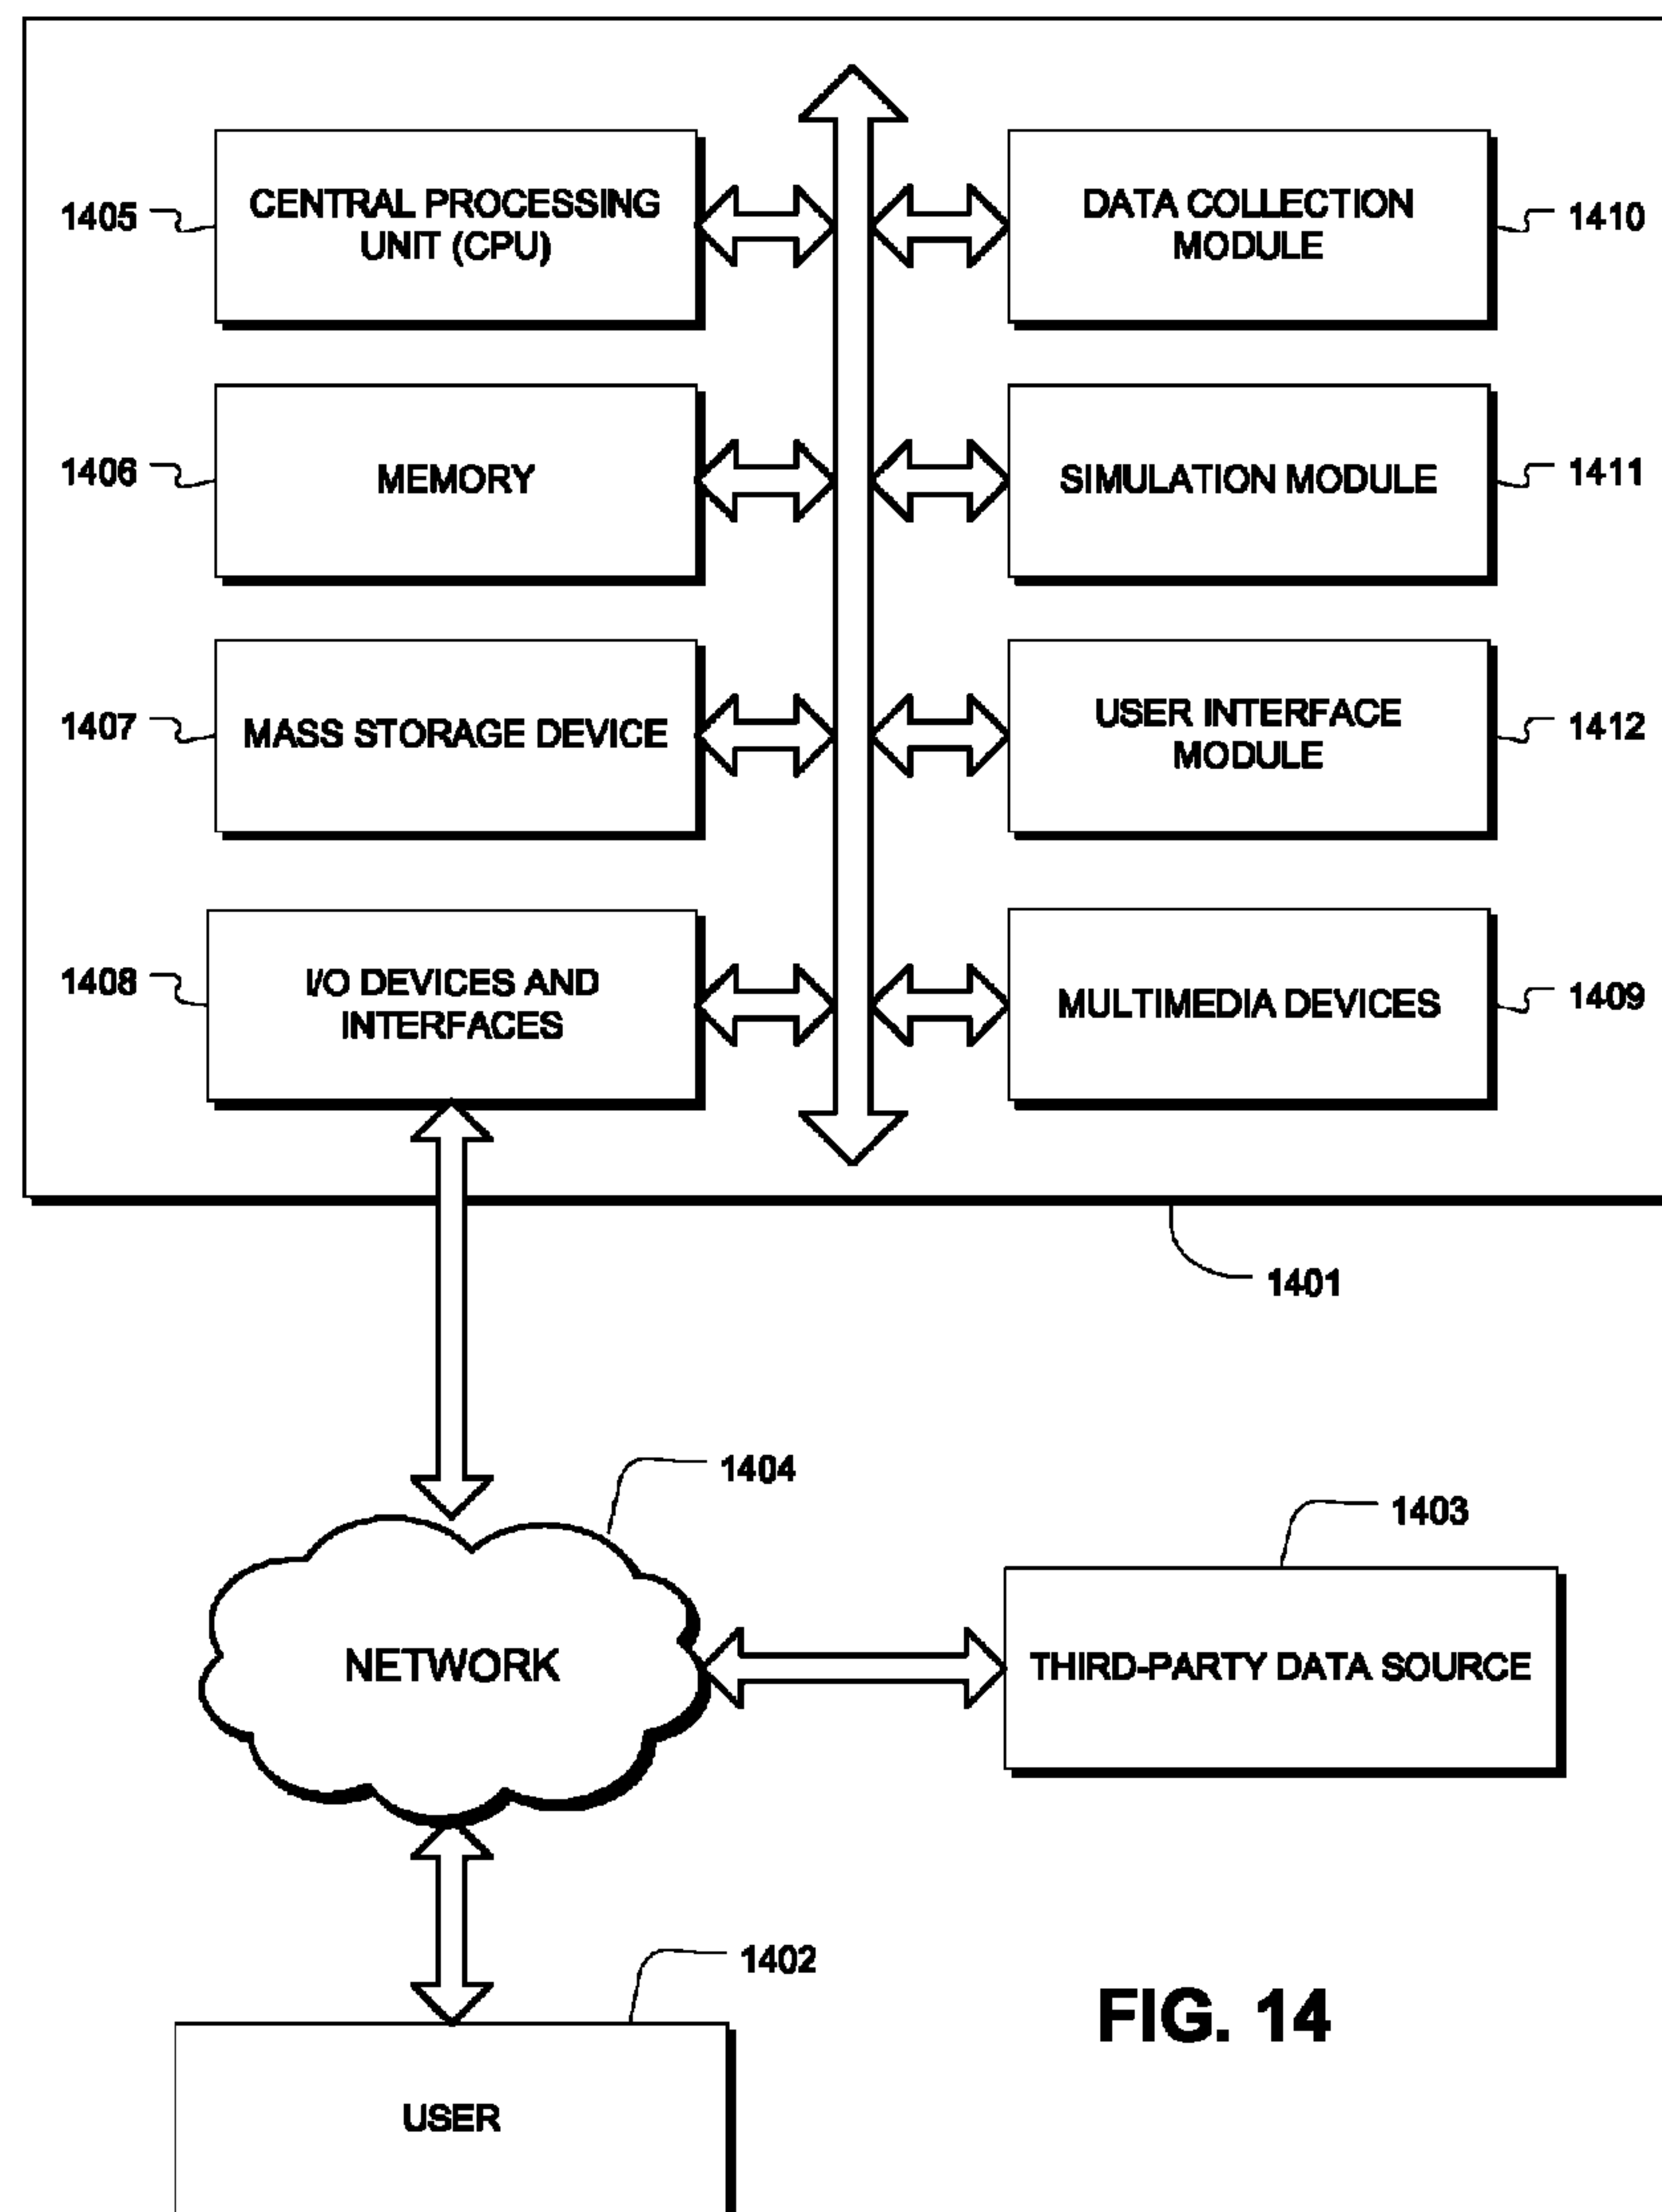 1405
CENTRAL PROCESSING
UNIT (CPU)
DATA COLLECTION
MODULE
1410
1406
MEMORY
SIMULATION MODULE
1411
1407
MASS STORAGE DEVICE
USER INTERFACE
MODULE
1412
1408
I/O DEVICES AND
INTERFACES
MULTIMEDIA DEVICES
1409
1401
1404
1403
NETWORK
THIRD-PARTY DATA SOURCE
1402
FIG. 14
USER